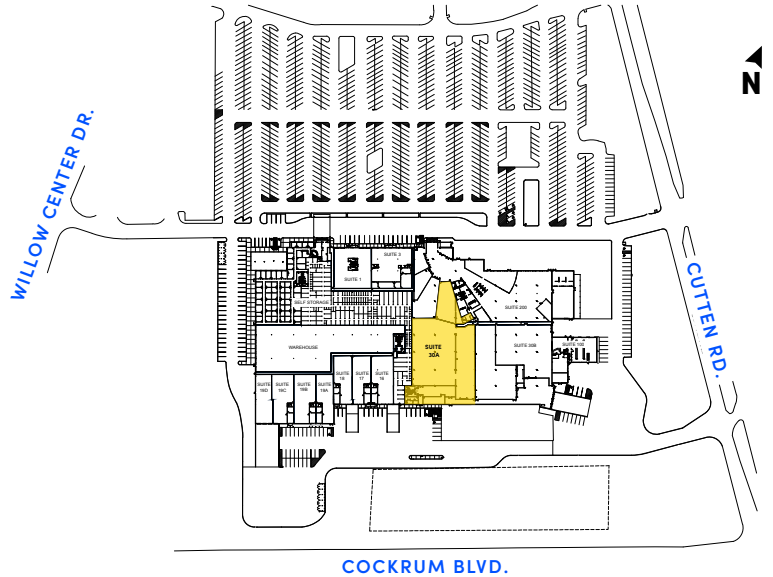 N
WILLOW CENTER DR.
CUTTEN RD.
SUITE 3
SUITE 1
SELF STORAGE
SUITE 200
WAREHOUSE
SUITE
30A
SUITE 30B
SUITE 100
SUITE
18
SUITE
17
SUITE
16
SUITE
19D
SUITE
19C
SUITE
19B
SUITE
19A
COCKRUM BLVD.